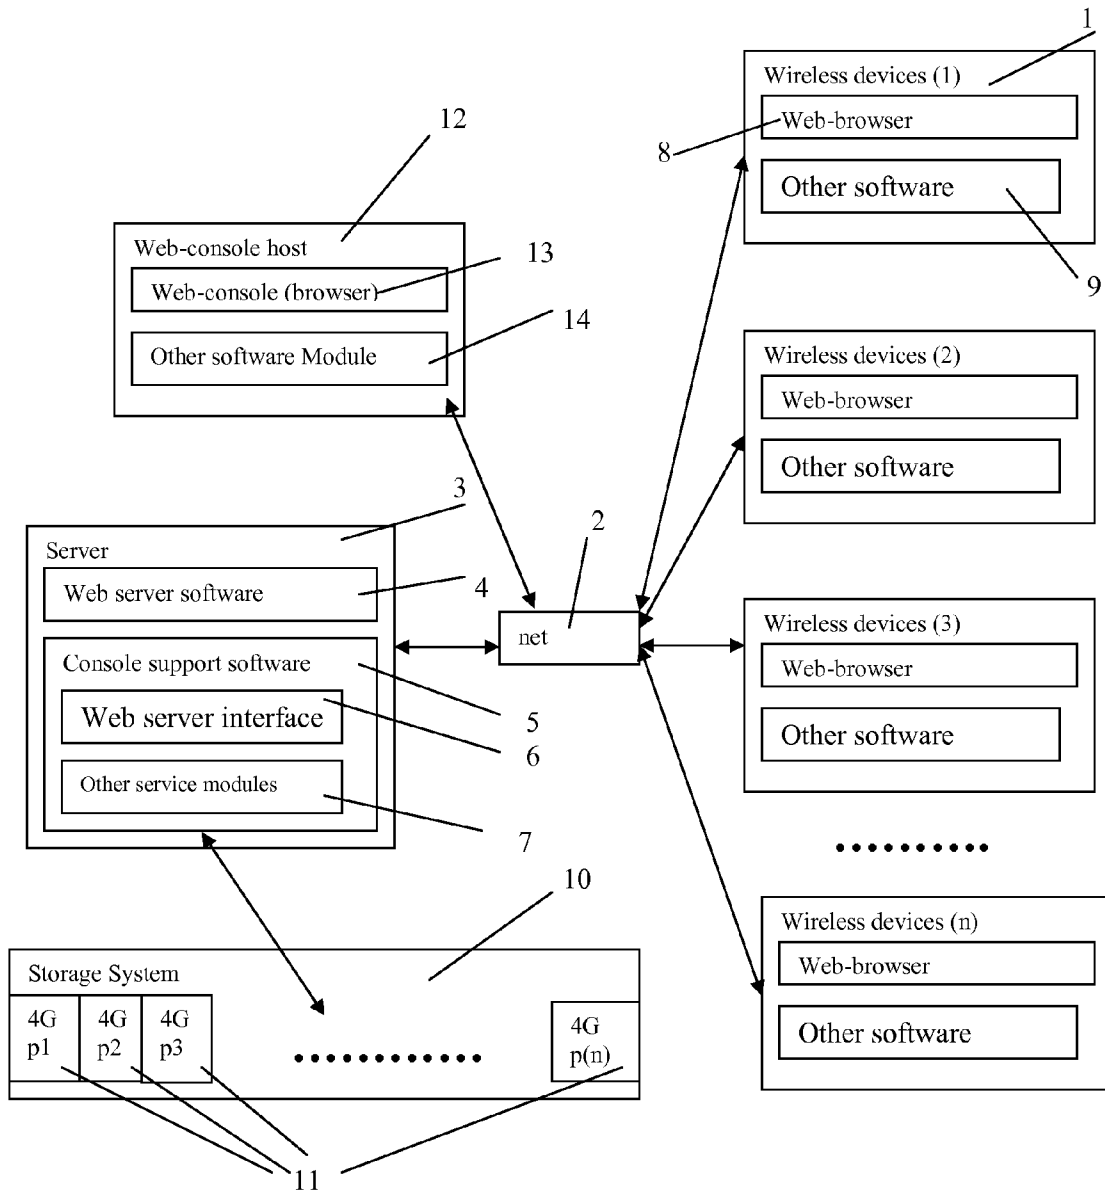 1
Wireless devices (1)
Web-browser
8
Other software
9
12
Web-console host
13
Web-console (browser)
14
Other software Module
Wireless devices (2)
Web-browser
Other software
3
Server
Web server software
4
2
net
Console support software
Web server interface
5
6
Other service modules
7
Wireless devices (3)
Web-browser
Other software
..........
10
Storage System
4G
p1
4G
p2
4G
p3
............
4G
p(n)
11
Wireless devices (n)
Web-browser
Other software